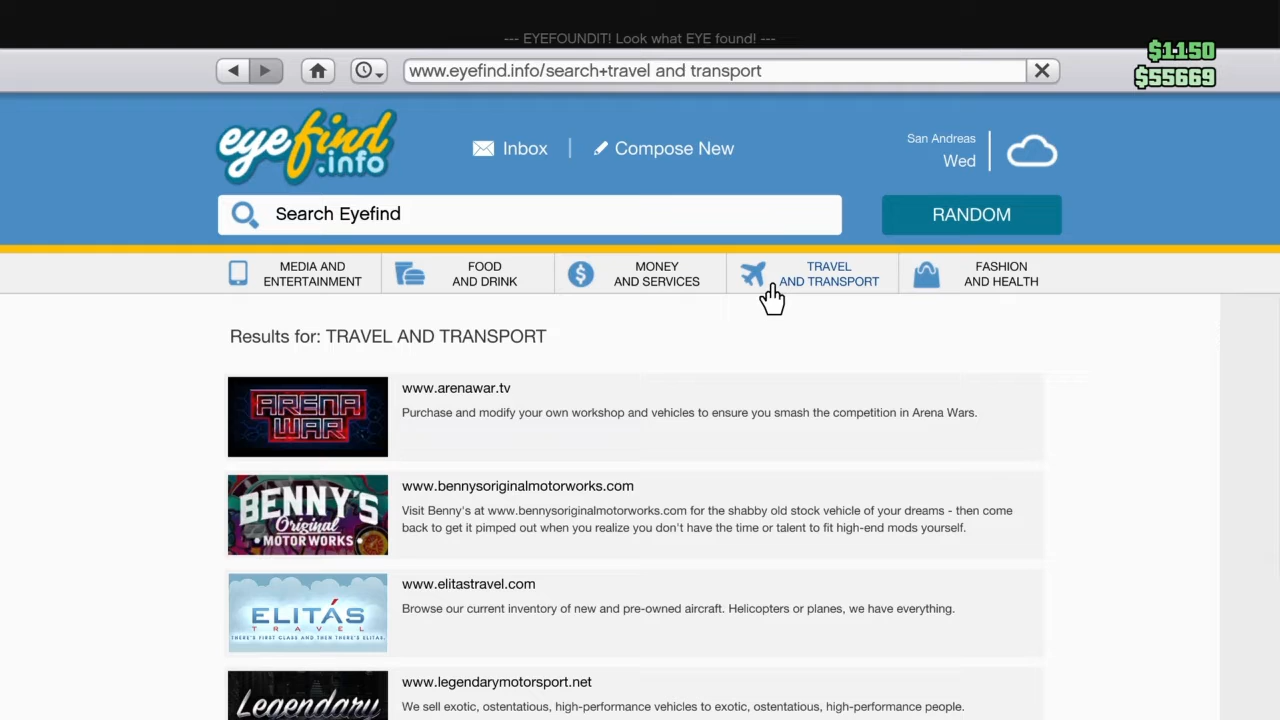 --- EYEFOUNDIT! Look what EYE found! ---
$1150
$55669
www.eyefind.info/search+travel and transport
eyefind
.info
Inbox
Compose New
San Andreas
Wed
Search Eyefind
RANDOM
MEDIA AND
ENTERTAINMENT
FOOD
AND DRINK
MONEY
AND SERVICES
TRAVEL
AND TRANSPORT
FASHION
AND HEALTH
Results for: TRAVEL AND TRANSPORT
ARENA
WAR
www.arenawar.tv
Purchase and modify your own workshop and vehicles to ensure you smash the competition in Arena Wars.
BENNY'S
Original
MOTOR WORKS
www.bennysoriginalmotorworks.com
Visit Benny's at www.bennysoriginalmotorworks.com for the shabby old stock vehicle of your dreams - then come
back to get it pimped out when you realize you don't have the time or talent to fit high-end mods yourself.
ELITÁS
TRAVEL
THERE'S FIRST CLASS AND THEN THERE'S ELITAS.
www.elitastravel.com
Browse our current inventory of new and pre-owned aircraft. Helicopters or planes, we have everything.
Legendary
www.legendarymotorsport.net
We sell exotic, ostentatious, high-performance vehicles to exotic, ostentatious, high-performance people.